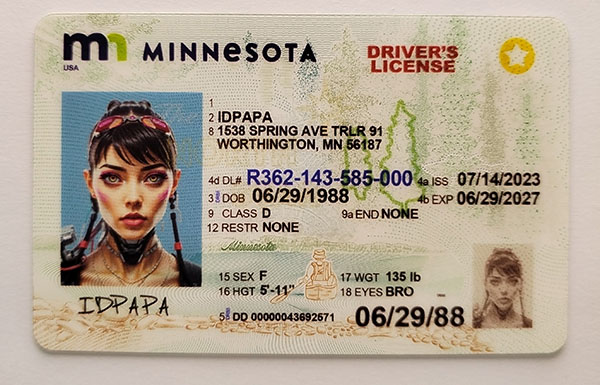 mn MINNESOTA
USA
DRIVER'S
LICENSE
1
2 IDPAPA
8 1538 SPRING AVE TRLR 91
WORTHINGTON, MN 56187
4d DL# R362-143-585-000 4a ISS 07/14/2023
3 DOB 06/29/1988 4b EXP 06/29/2027
9 CLASS D 9a END NONE
12 RESTR NONE
Minnesota
15 SEX F 17 WGT 135 lb
16 HGT 5'-11" 18 EYES BRO
IDPAPA
5 DD 00000043692671 06/29/88